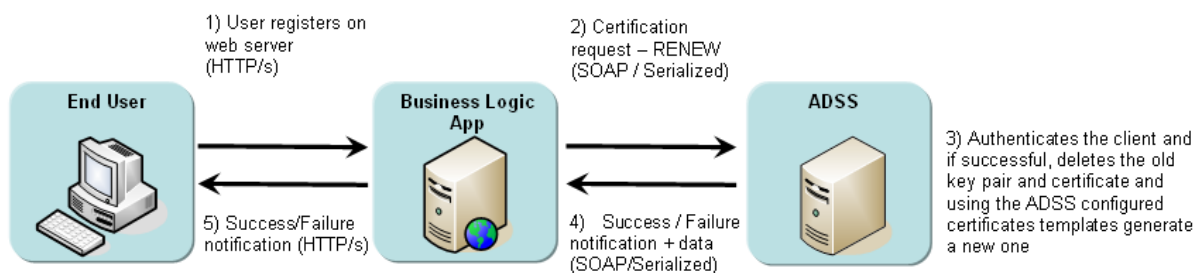 1) User registers on
web server
(HTTP/s)
2) Certification
request – RENEW
(SOAP / Serialized)
End User
Business Logic
App
ADSS
3) Authenticates the client and
if successful, deletes the old
key pair and certificate and
using the ADSS configured
certificates templates generate
a new one
5) Success/Failure
notification (HTTP/s)
4) Success / Failure
notification + data
(SOAP/Serialized)